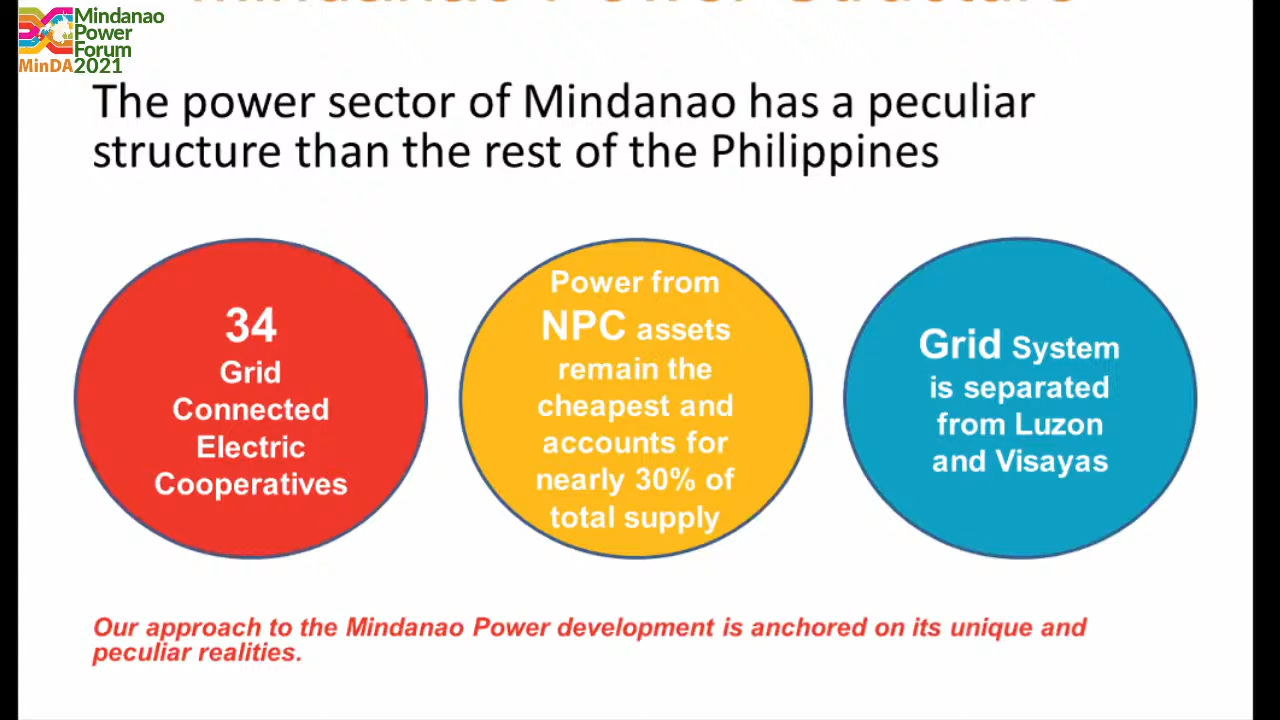 Mindanao Power Structure
Mindanao
Power
Forum
MinDA2021
The power sector of Mindanao has a peculiar
structure than the rest of the Philippines
34
Grid
Connected
Electric
Cooperatives
Power from
NPC assets
remain the
cheapest and
accounts for
nearly 30% of
total supply
Grid System
is separated
from Luzon
and Visayas
Our approach to the Mindanao Power development is anchored on its unique and
peculiar realities.